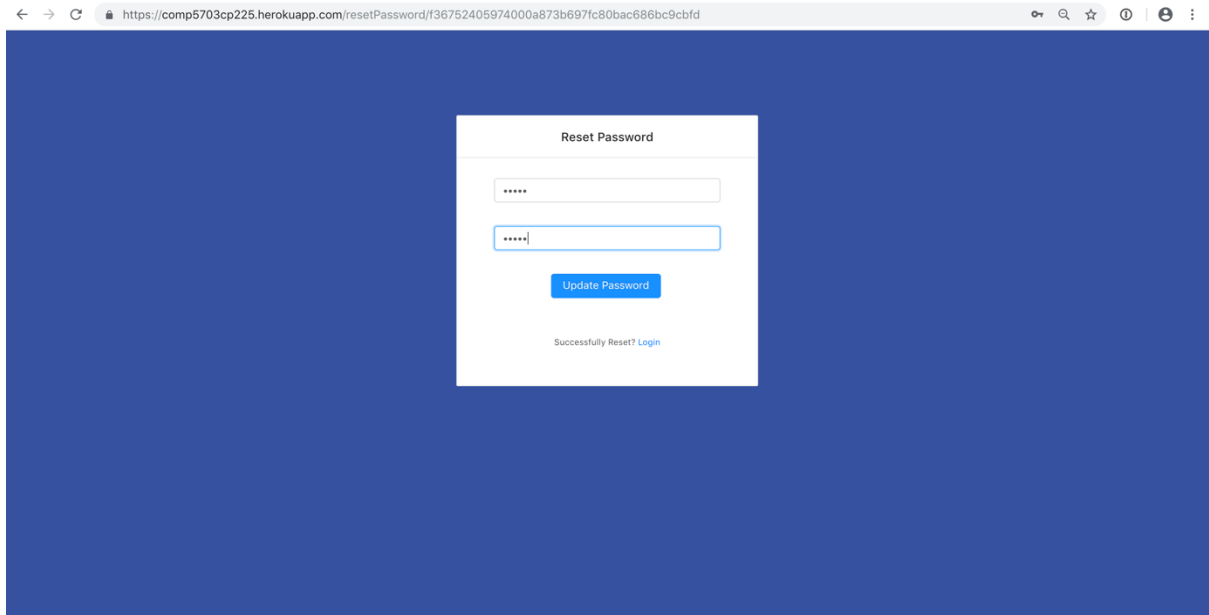 https://comp5703cp225.herokuapp.com/resetPassword/f36752405974000a873b697fc80bac686bc9cbfd
Reset Password
•••••
•••••
Update Password
Successfully Reset? Login